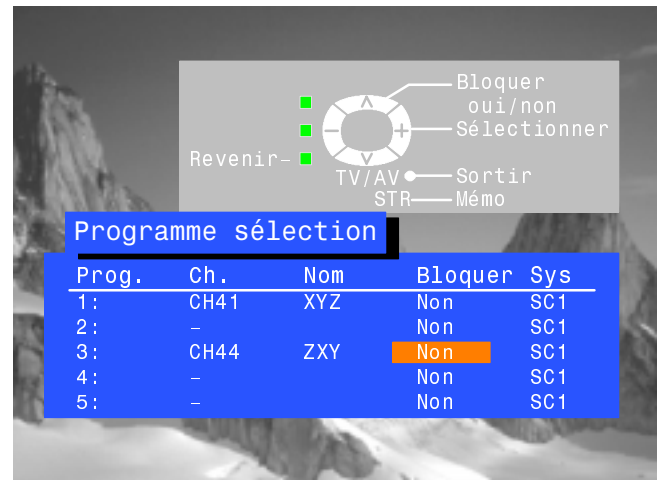 Bloquer
oui/non
Sélectionner
Revenir
TV/AV Sortir
STR Mémo
Programme sélection
Prog. Ch. Nom Bloquer Sys
1: CH41 XYZ Non SC1
2: – Non SC1
3: CH44 ZXY Non SC1
4: – Non SC1
5: – Non SC1